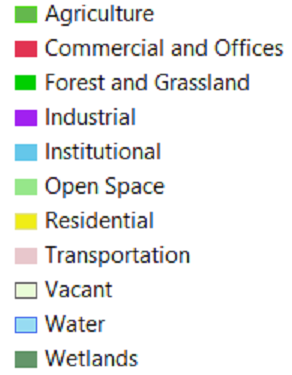 Agriculture
Commercial and Offices
Forest and Grassland
Industrial
Institutional
Open Space
Residential
Transportation
Vacant
Water
Wetlands